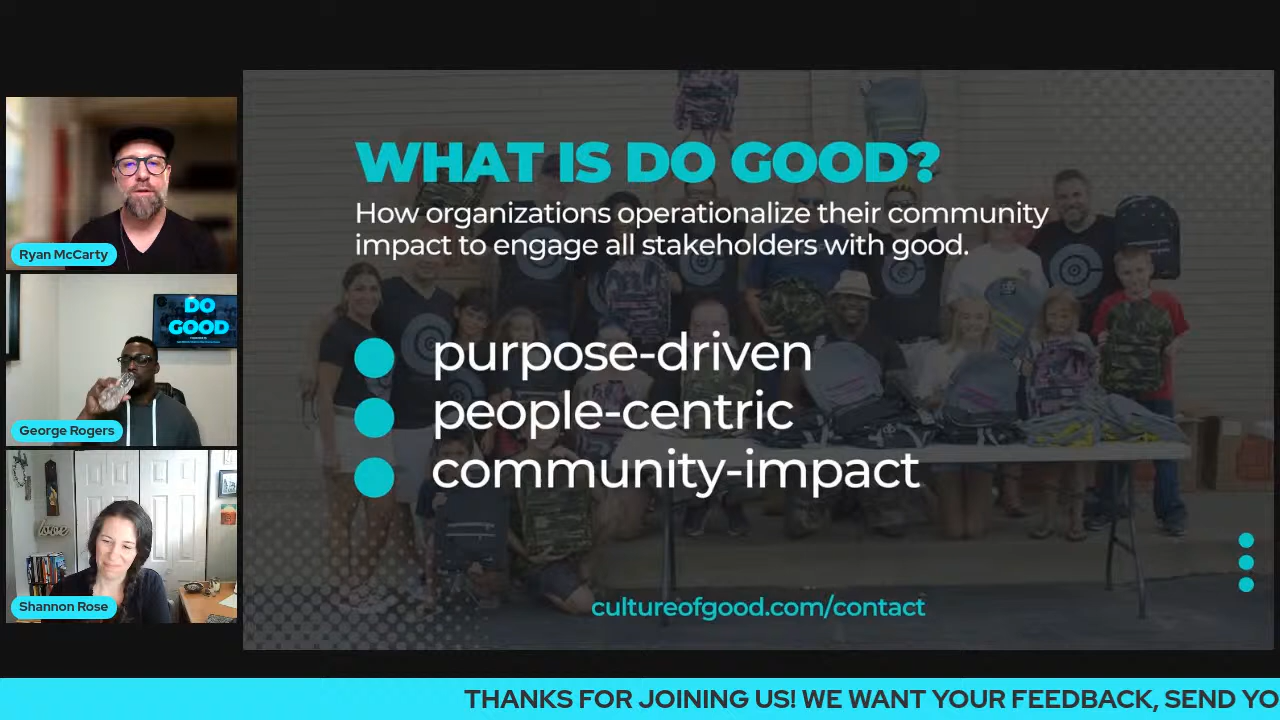 Ryan McCarty
DO
GOOD
George Rogers
love
Shannon Rose
WHAT IS DO GOOD?
How organizations operationalize their community
impact to engage all stakeholders with good.
purpose-driven
people-centric
community-impact
cultureofgood.com/contact
THANKS FOR JOINING US! WE WANT YOUR FEEDBACK, SEND YO